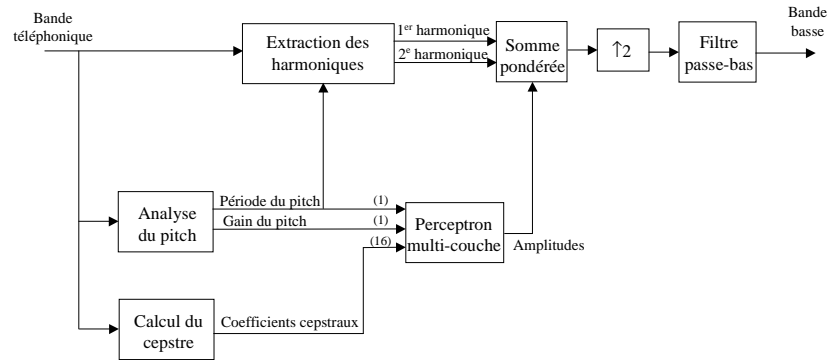 Bande
téléphonique
Extraction des
harmoniques
1er harmonique
2e harmonique
Somme
pondérée
↑2
Filtre
passe-bas
Bande
basse
Analyse
du pitch
Période du pitch
(1)
Gain du pitch
(1)
(16)
Perceptron
multi-couche
Amplitudes
Calcul du
cepstre
Coefficients cepstraux